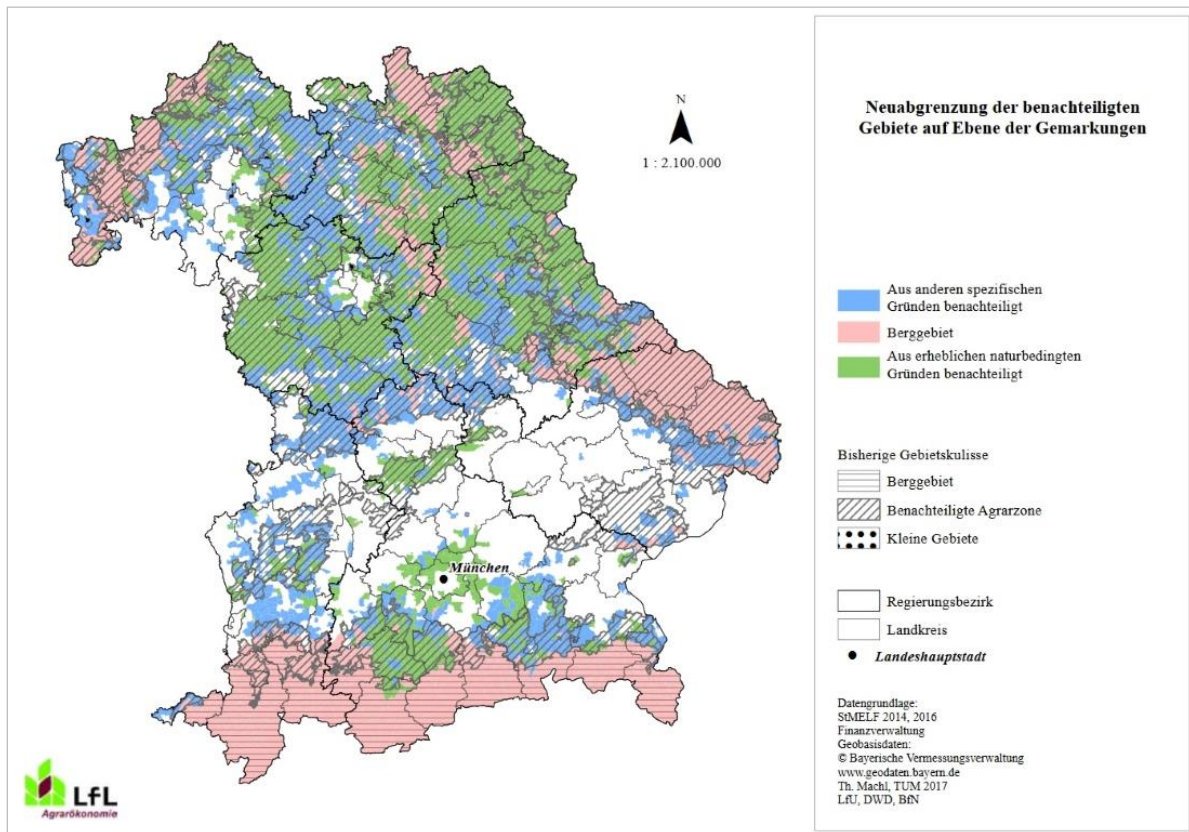 Neuabgrenzung der benachteiligten
Gebiete auf Ebene der Gemarkungen
N
1 : 2.100.000
Aus anderen spezifischen
Gründen benachteiligt
Berggebiet
Aus erheblichen naturbedingten
Gründen benachteiligt
Bisherige Gebietskulisse
Berggebiet
Benachteiligte Agrarzone
Kleine Gebiete
Regierungsbezirk
Landkreis
Landeshauptstadt
München
Datengrundlage:
StMELF 2014, 2016
Finanzverwaltung
Geobasisdaten:
© Bayerische Vermessungsverwaltung
www.geodaten.bayern.de
Th. Machl, TUM 2017
LfU, DWD, BfN
LfL
Agrarökonomie